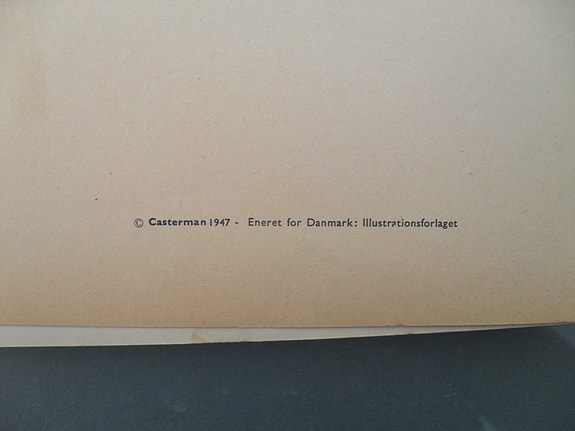 © Casterman 1947 - Eneret for Danmark: Illustrationsforlaget